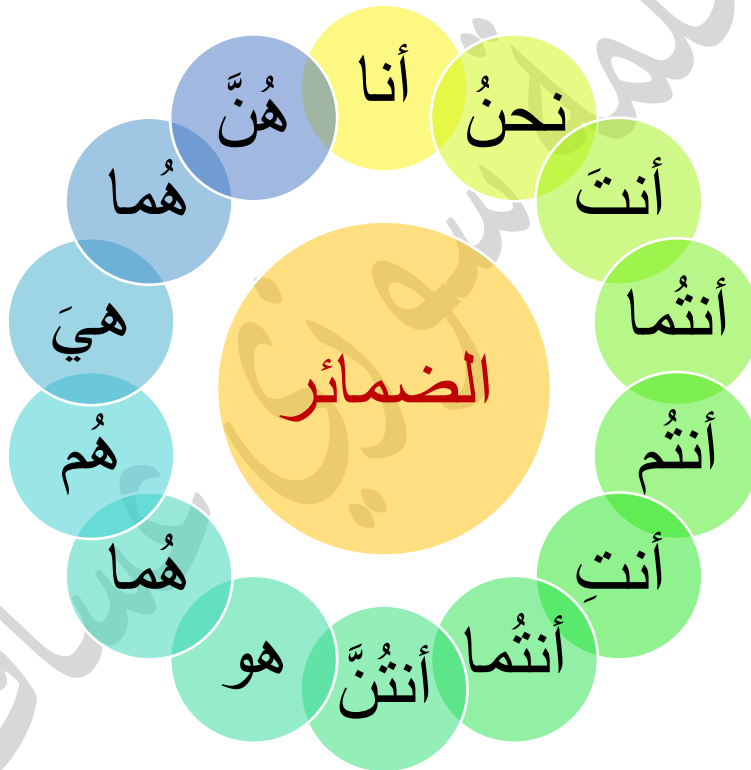 الضمائر
أنا
نحنُ
أنتَ
أنتُما
أنتُم
أنتِ
أنتُما
أنتُنَّ
هو
هُما
هُم
هيَ
هُما
هُنَّ